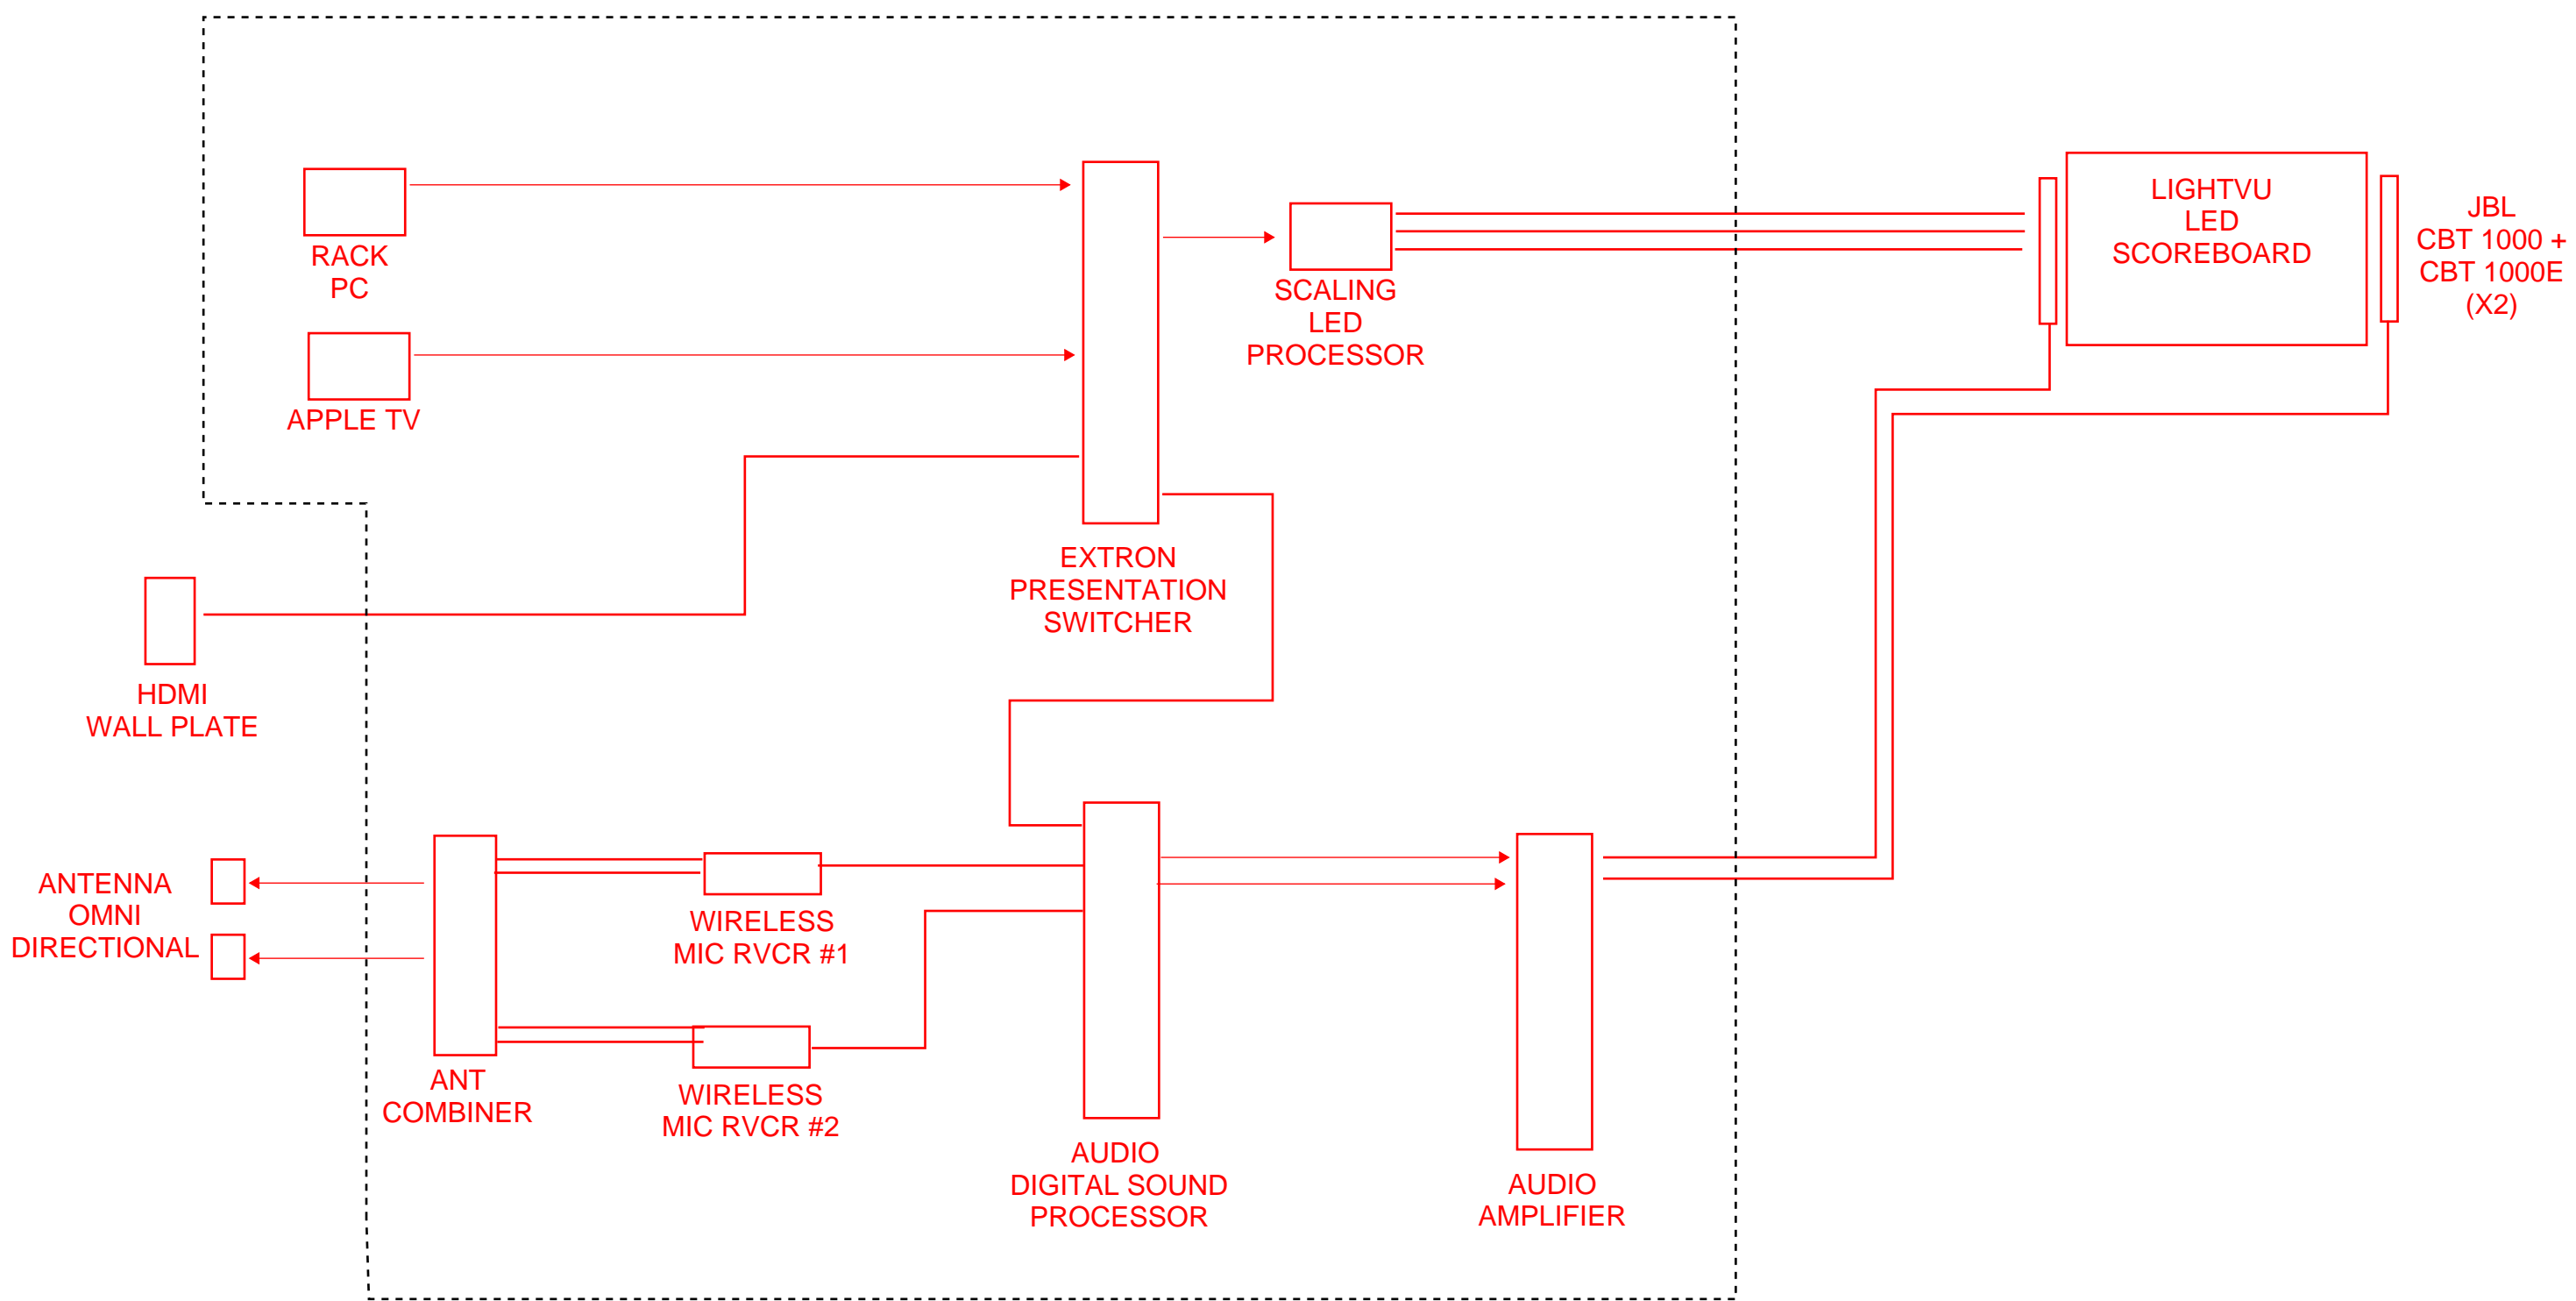 RACK
PC
APPLE TV
SCALING
LED
PROCESSOR
LIGHTVU
LED
SCOREBOARD
JBL
CBT 1000 +
CBT 1000E
(X2)
EXTRON
PRESENTATION
SWITCHER
HDMI
WALL PLATE
ANTENNA
OMNI
DIRECTIONAL
ANT
COMBINER
WIRELESS
MIC RVCR #1
WIRELESS
MIC RVCR #2
AUDIO
DIGITAL SOUND
PROCESSOR
AUDIO
AMPLIFIER